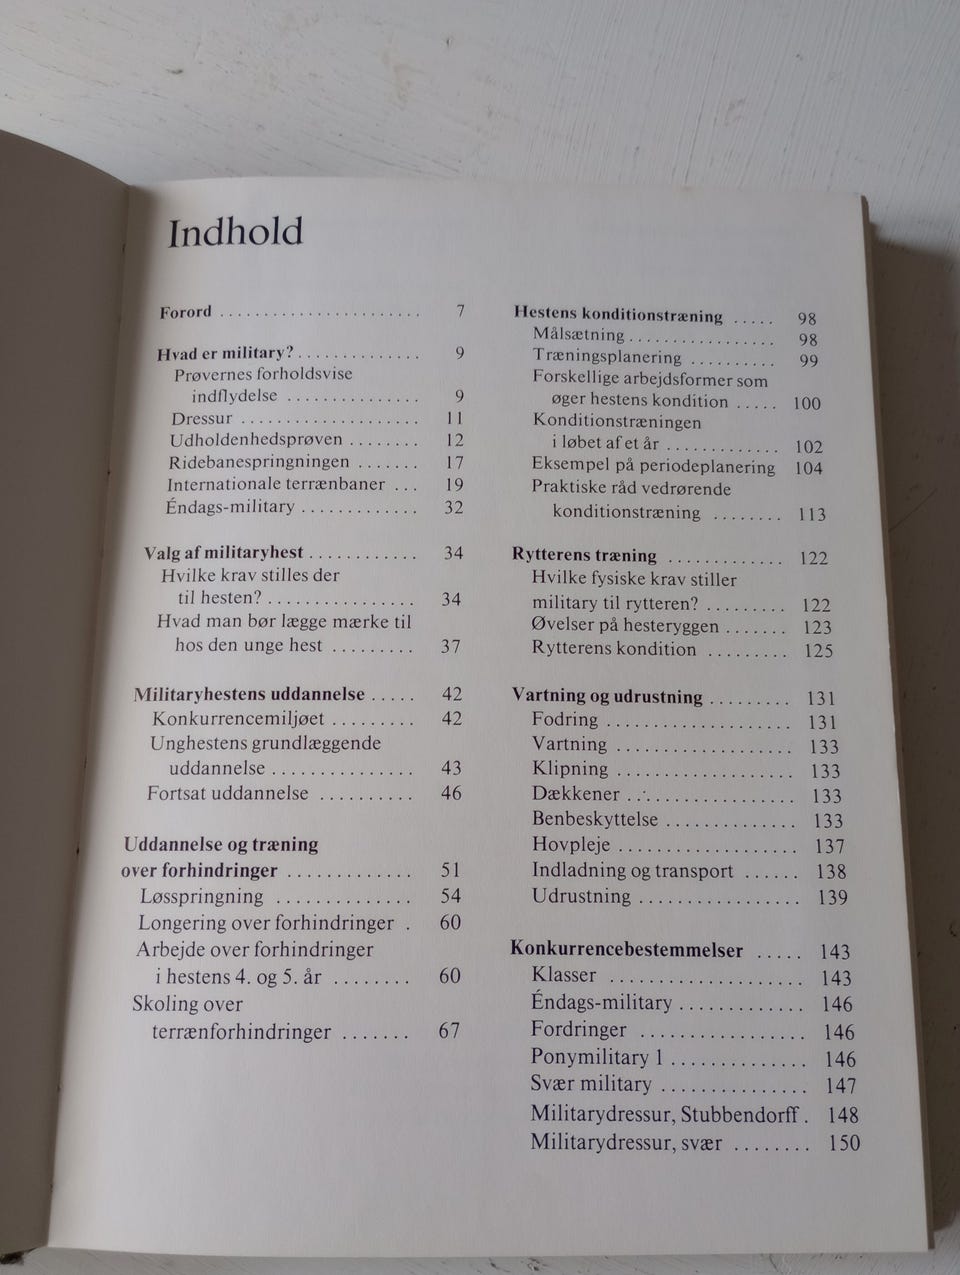 Indhold
Forord ...................... 7
Hvad er military? .............. 9
Prøvernes forholdsvise
indflydelse ............... 9
Dressur .................... 11
Udholdenhedsprøven ........ 12
Ridebanespringningen ....... 17
Internationale terrænbaner ... 19
Éndags-military ............. 32
Valg af militaryhest ............ 34
Hvilke krav stilles der
til hesten? ................ 34
Hvad man bør lægge mærke til
hos den unge hest ......... 37
Militaryhestens uddannelse ..... 42
Konkurrencemiljøet ......... 42
Unghestens grundlæggende
uddannelse ............... 43
Fortsat uddannelse .......... 46
Uddannelse og træning
over forhindringer ............. 51
Løsspringning .............. 54
Longering over forhindringer . 60
Arbejde over forhindringer
i hestens 4. og 5. år ........ 60
Skoling over
terrænforhindringer ....... 67
Hestens konditionstræning ..... 98
Målsætning ................. 98
Træningsplanering .......... 99
Forskellige arbejdsformer som
øger hestens kondition ..... 100
Konditionstræningen
i løbet af et år ............. 102
Eksempel på periodeplanering 104
Praktiske råd vedrørende
konditionstræning ........ 113
Rytterens træning ............. 122
Hvilke fysiske krav stiller
military til rytteren? ......... 122
Øvelser på hesteryggen ....... 123
Rytterens kondition ......... 125
Vartning og udrustning ......... 131
Fodring ................... 131
Vartning .................. 133
Klipning .................. 133
Dækkener ................. 133
Benbeskyttelse ............. 133
Hovpleje .................. 137
Indladning og transport ...... 138
Udrustning ................ 139
Konkurrencebestemmelser ..... 143
Klasser ................... 143
Éndags-military ............ 146
Fordringer ................ 146
Ponymilitary 1 ............. 146
Svær military .............. 147
Militarydressur, Stubbendorff . 148
Militarydressur, svær ........ 150